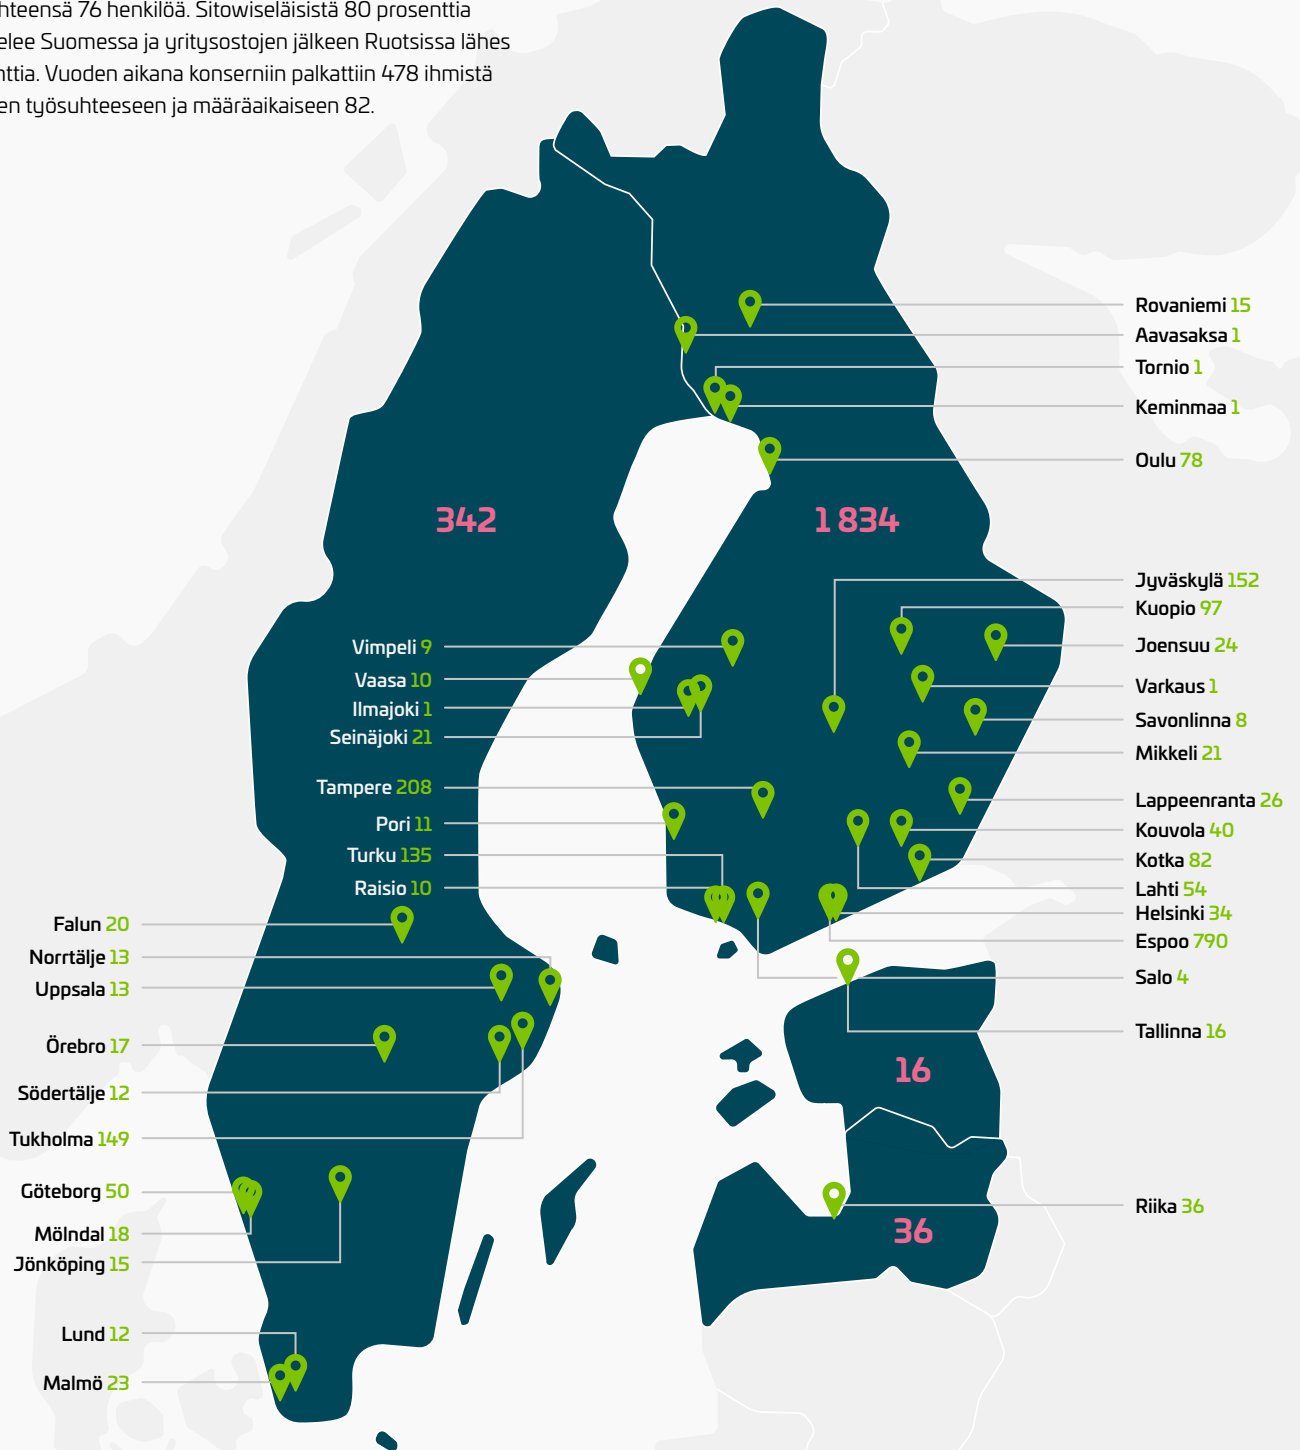 hteensä 76 henkilöä. Sitowiseläisistä 80 prosenttia
elee Suomessa ja yritysostojen jälkeen Ruotsissa lähes
ttia. Vuoden aikana konserniin palkattiin 478 ihmistä
en työsuhteeseen ja määräaikaiseen 82.
Rovaniemi 15
Aavasaksa 1
Tornio 1
Keminmaa 1
Oulu 78
342
1 834
Jyväskylä 152
Kuopio 97
Joensuu 24
Varkaus 1
Savonlinna 8
Mikkeli 21
Lappeenranta 26
Kouvola 40
Kotka 82
Lahti 54
Helsinki 34
Espoo 790
Salo 4
Tallinna 16
Vimpeli 9
Vaasa 10
Ilmajoki 1
Seinäjoki 21
Tampere 208
Pori 11
Turku 135
Raisio 10
Falun 20
Norrtälje 13
Uppsala 13
Örebro 17
Södertälje 12
Tukholma 149
Göteborg 50
Mölndal 18
Jönköping 15
Lund 12
Malmö 23
16
Riika 36
36